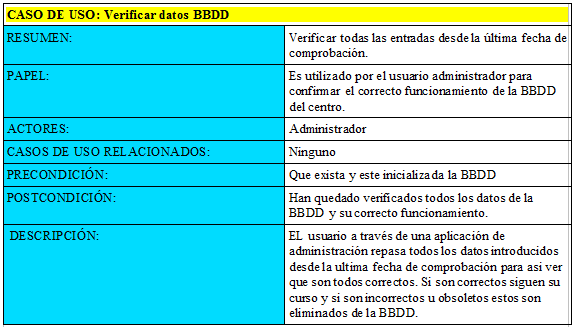 CASO DE USO: Verificar datos BBDD
RESUMEN:
Verificar todas las entradas desde la última fecha de
comprobación.
PAPEL:
Es utilizado por el usuario administrador para
confirmar el correcto funcionamiento de la BBDD
del centro.
ACTORES:
Administrador
CASOS DE USO RELACIONADOS:
Ninguno
PRECONDICIÓN:
Que exista y este inicializada la BBDD
POSTCONDICIÓN:
Han quedado verificados todos los datos de la
BBDD y su correcto funcionamiento.
DESCRIPCIÓN:
EL usuario a través de una aplicación de
administración repasa todos los datos introducidos
desde la ultima fecha de comprobación para asi ver
que son todos correctos. Si son correctos siguen su
curso y si son incorrectos u obsoletos estos son
eliminados de la BBDD.